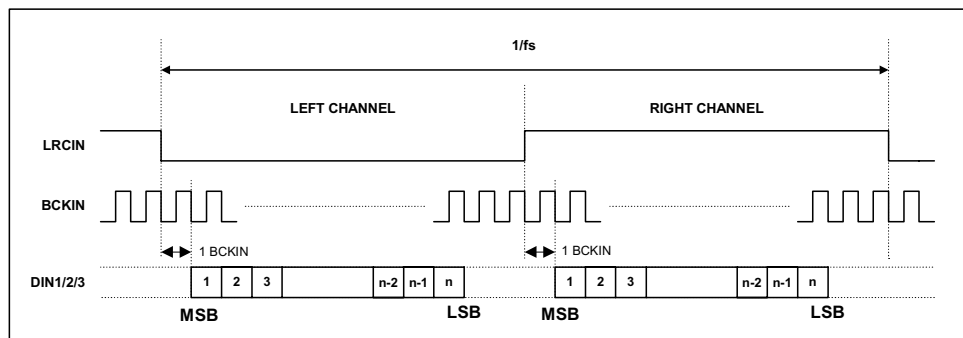 1/fs
LEFT CHANNEL RIGHT CHANNEL
LRCIN
BCKIN
1 BCKIN 1 BCKIN
DIN1/2/3 1 2 3 n-2 n-1 n 1 2 3 n-2 n-1 n
MSB LSB MSB LSB